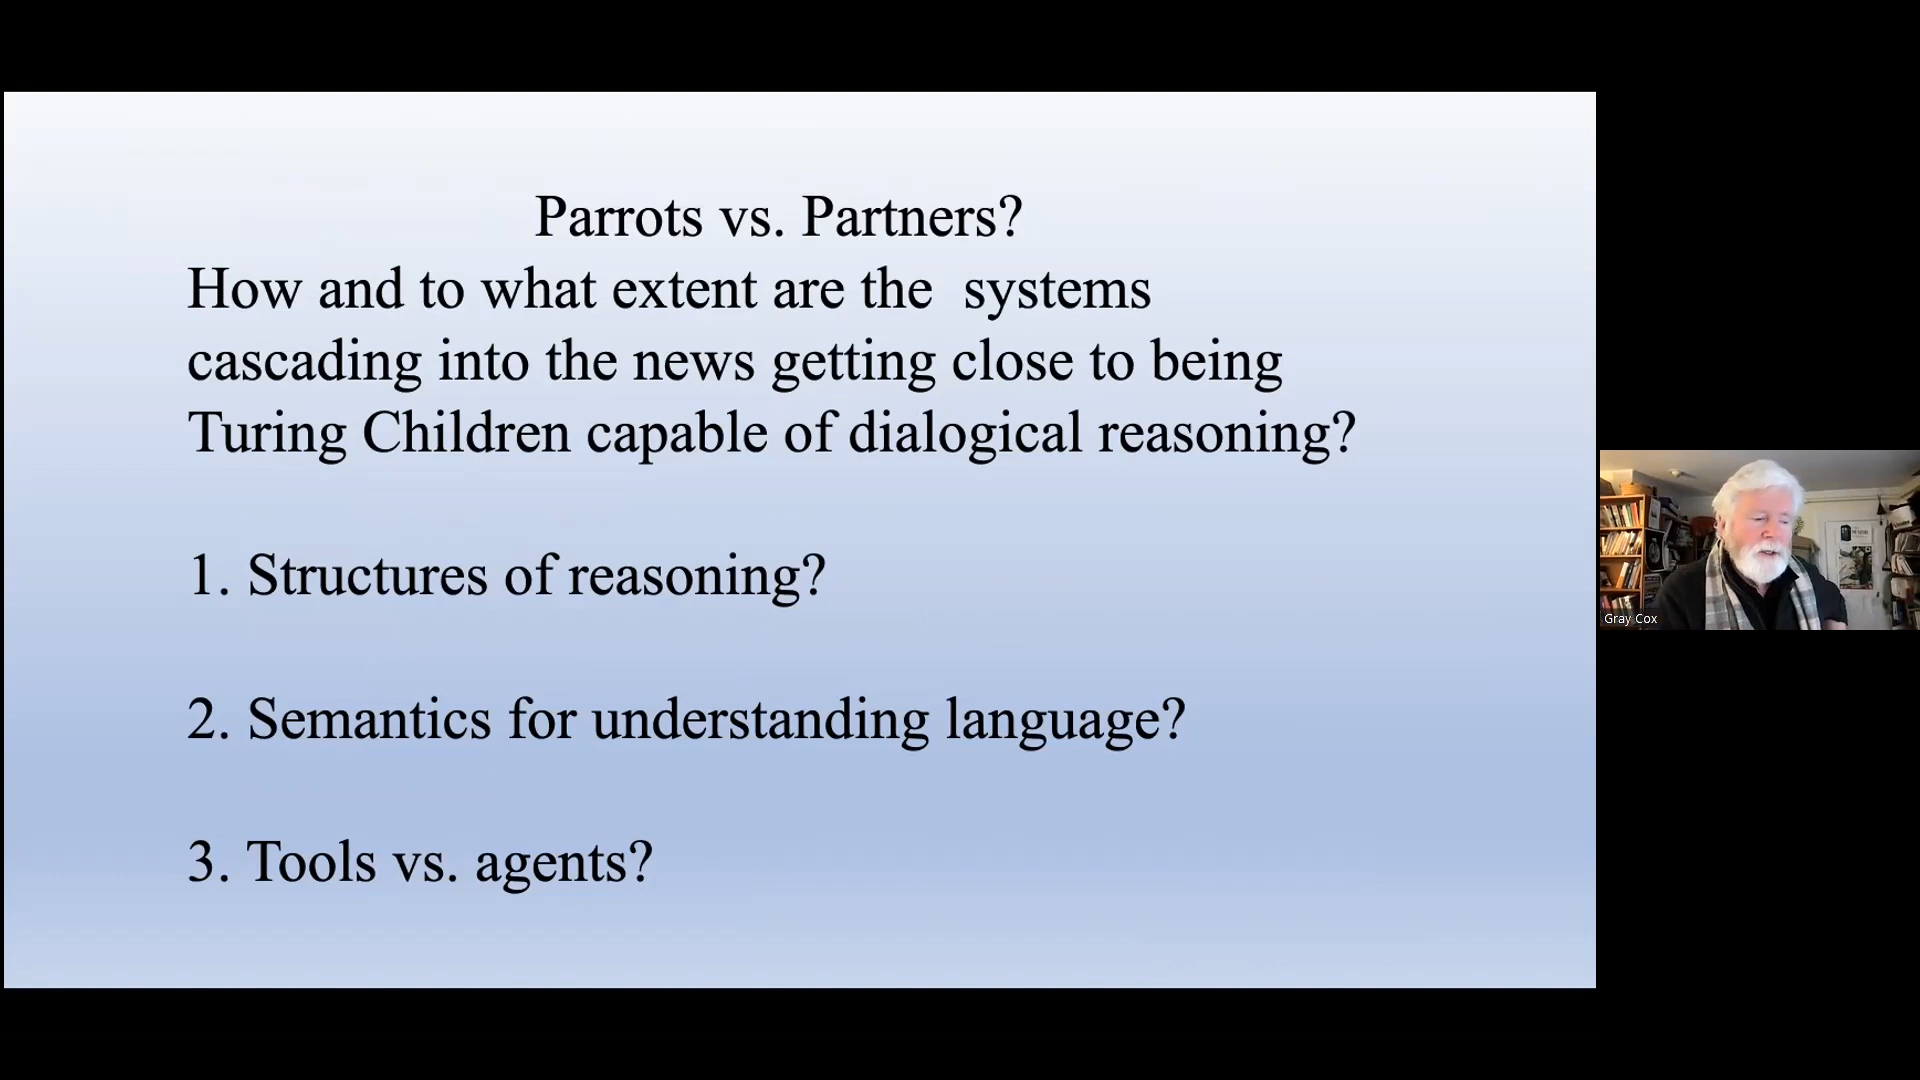 Parrots vs. Partners?
How and to what extent are the  systems
cascading into the news getting close to being
Turing Children capable of dialogical reasoning?
1. Structures of reasoning?
2. Semantics for understanding language?
3. Tools vs. agents?
Gray Cox